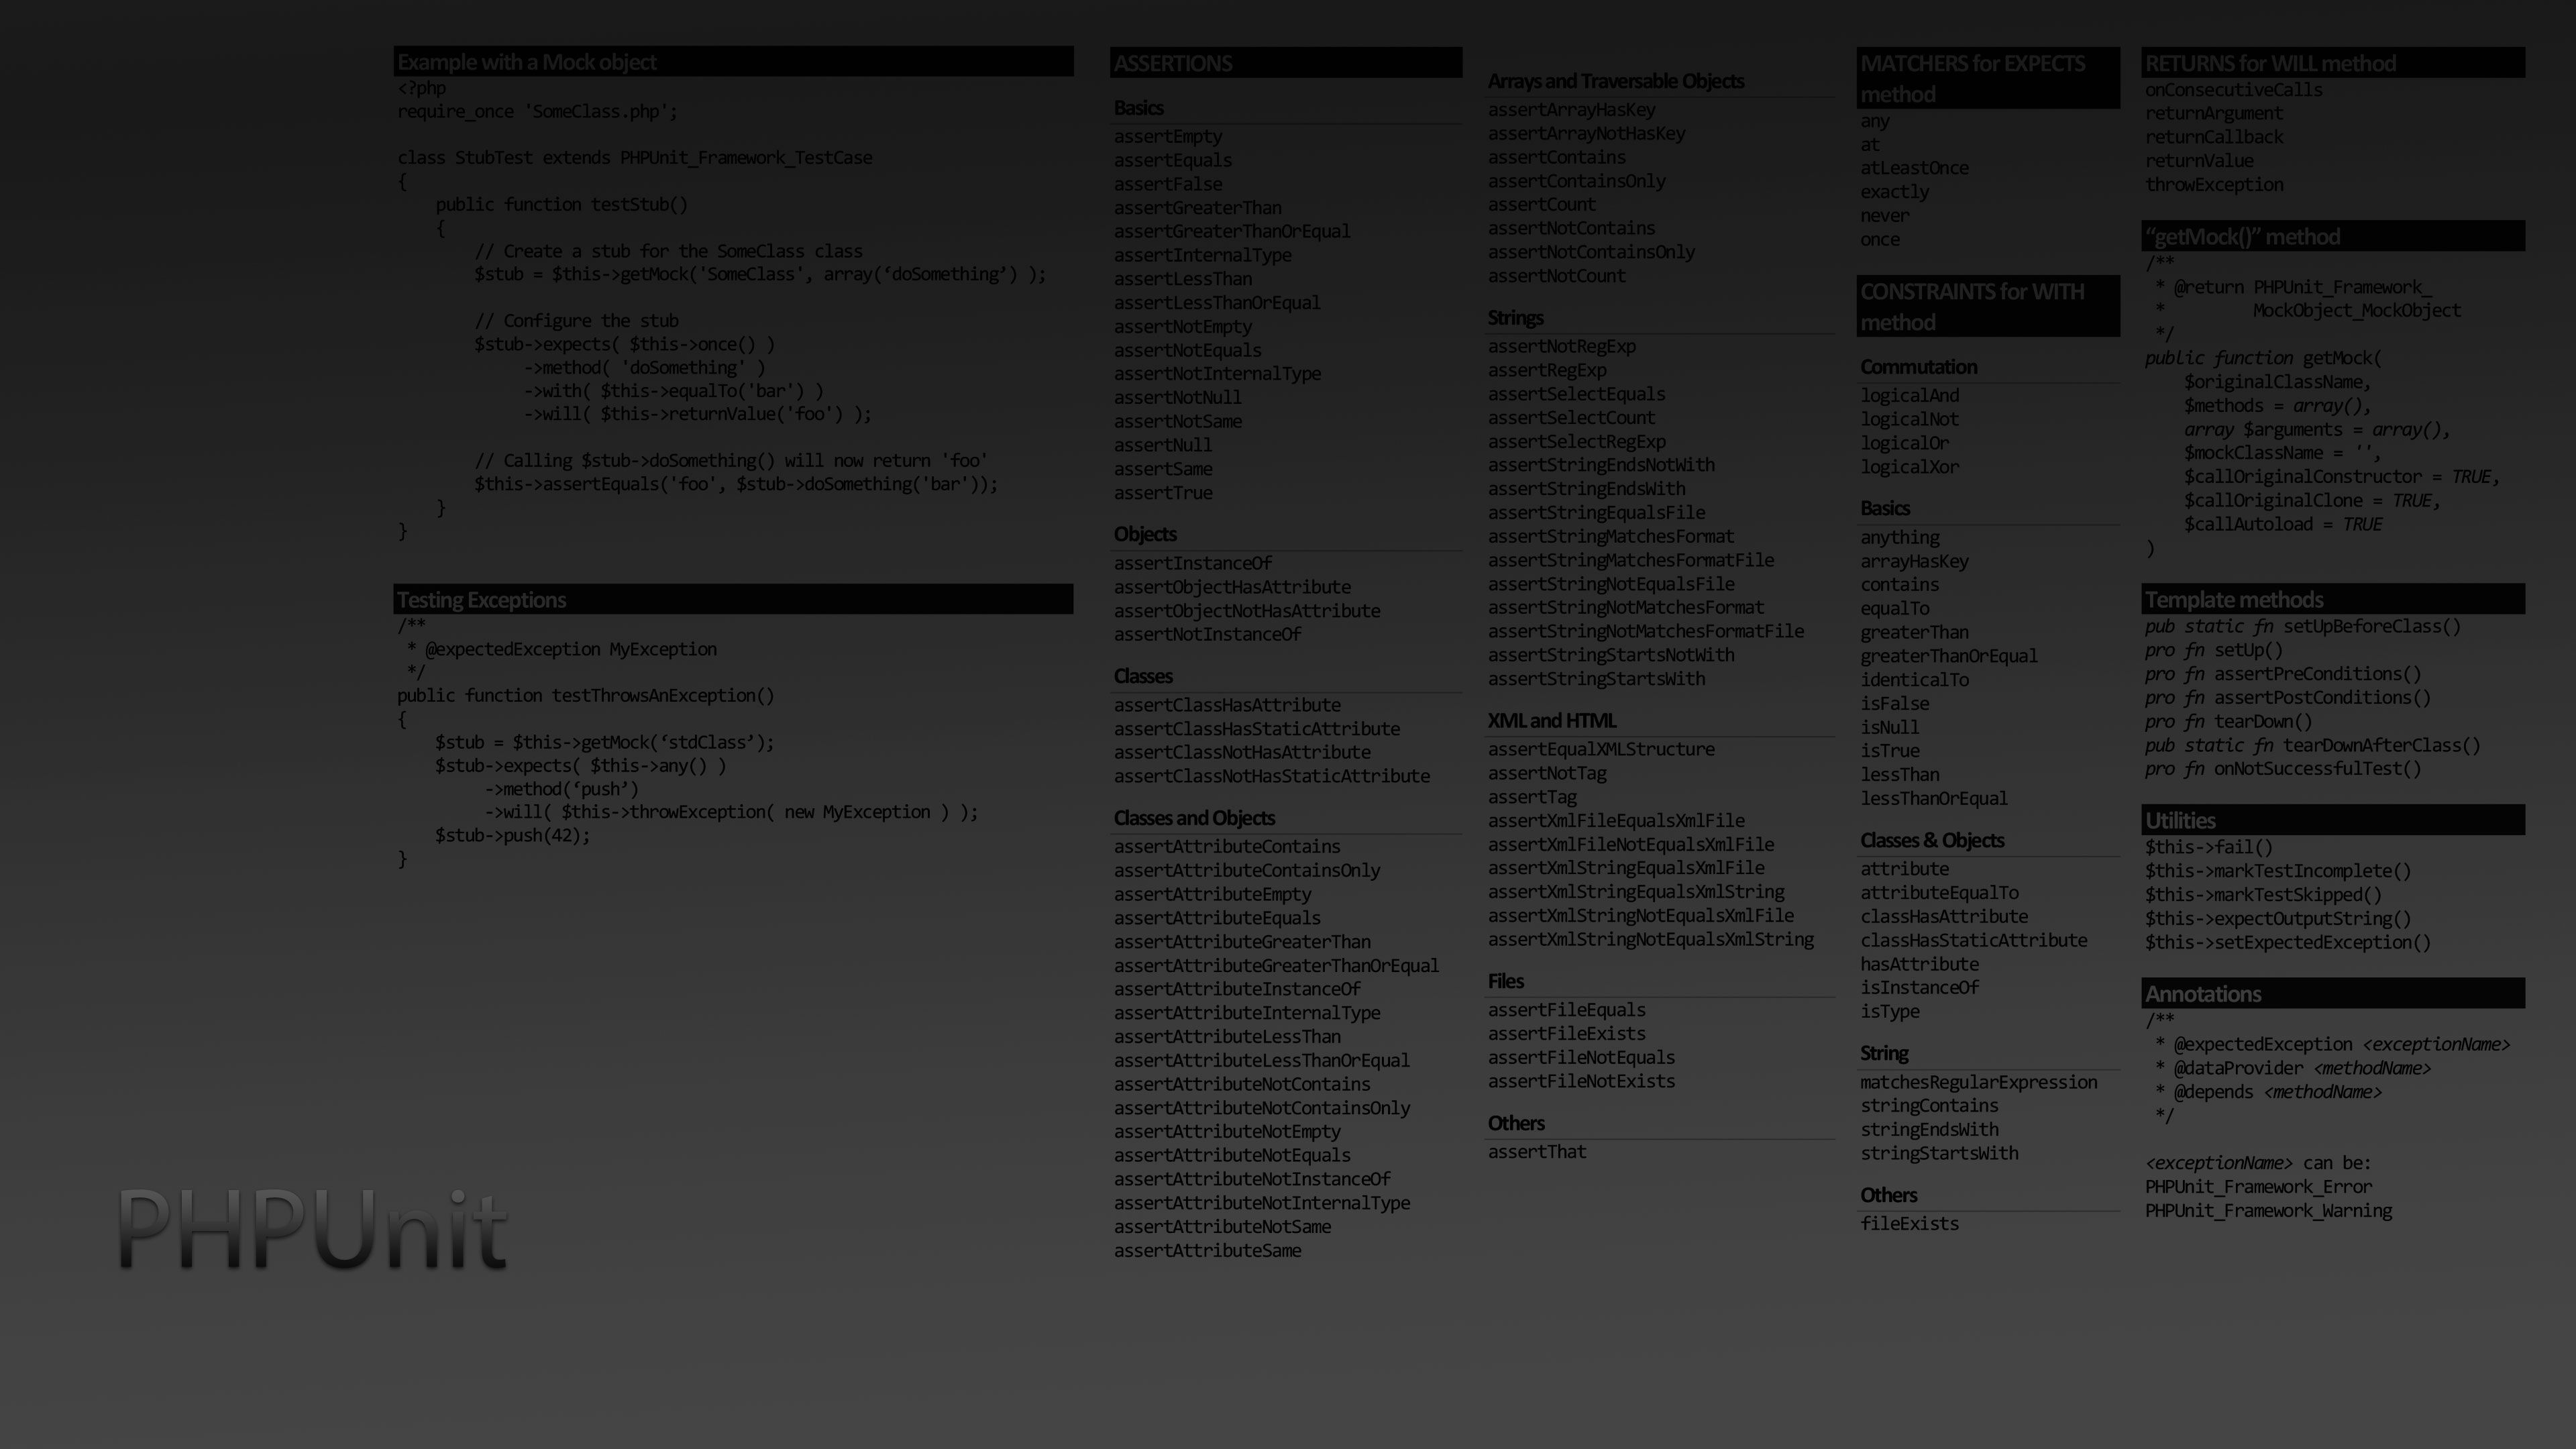 Example with a Mock object
<?php
require_once 'SomeClass.php';
class StubTest extends PHPUnit_Framework_TestCase
{
public function testStub()
{
// Create a stub for the SomeClass class
$stub = $this->getMock('SomeClass', array(‘doSomething’) );
// Configure the stub
$stub->expects( $this->once() )
->method( 'doSomething' )
->with( $this->equalTo('bar') )
->will( $this->returnValue('foo') );
// Calling $stub->doSomething() will now return 'foo'
$this->assertEquals('foo', $stub->doSomething('bar'));
}
}
Testing Exceptions
/**
* @expectedException MyException
*/
public function testThrowsAnException()
{
$stub = $this->getMock(‘stdClass’);
$stub->expects( $this->any() )
->method(‘push’)
->will( $this->throwException( new MyException ) );
$stub->push(42);
}
PHPUnit
ASSERTIONS
Basics
assertEmpty
assertEquals
assertFalse
assertGreaterThan
assertGreaterThanOrEqual
assertInternalType
assertLessThan
assertLessThanOrEqual
assertNotEmpty
assertNotEquals
assertNotInternalType
assertNotNull
assertNotSame
assertNull
assertSame
assertTrue
Objects
assertInstanceOf
assertObjectHasAttribute
assertObjectNotHasAttribute
assertNotInstanceOf
Classes
assertClassHasAttribute
assertClassHasStaticAttribute
assertClassNotHasAttribute
assertClassNotHasStaticAttribute
Classes and Objects
assertAttributeContains
assertAttributeContainsOnly
assertAttributeEmpty
assertAttributeEquals
assertAttributeGreaterThan
assertAttributeGreaterThanOrEqual
assertAttributeInstanceOf
assertAttributeInternalType
assertAttributeLessThan
assertAttributeLessThanOrEqual
assertAttributeNotContains
assertAttributeNotContainsOnly
assertAttributeNotEmpty
assertAttributeNotEquals
assertAttributeNotInstanceOf
assertAttributeNotInternalType
assertAttributeNotSame
assertAttributeSame
Arrays and Traversable Objects
assertArrayHasKey
assertArrayNotHasKey
assertContains
assertContainsOnly
assertCount
assertNotContains
assertNotContainsOnly
assertNotCount
Strings
assertNotRegExp
assertRegExp
assertSelectEquals
assertSelectCount
assertSelectRegExp
assertStringEndsNotWith
assertStringEndsWith
assertStringEqualsFile
assertStringMatchesFormat
assertStringMatchesFormatFile
assertStringNotEqualsFile
assertStringNotMatchesFormat
assertStringNotMatchesFormatFile
assertStringStartsNotWith
assertStringStartsWith
XML and HTML
assertEqualXMLStructure
assertNotTag
assertTag
assertXmlFileEqualsXmlFile
assertXmlFileNotEqualsXmlFile
assertXmlStringEqualsXmlFile
assertXmlStringEqualsXmlString
assertXmlStringNotEqualsXmlFile
assertXmlStringNotEqualsXmlString
Files
assertFileEquals
assertFileExists
assertFileNotEquals
assertFileNotExists
Others
assertThat
MATCHERS for EXPECTS
method
any
at
atLeastOnce
exactly
never
once
CONSTRAINTS for WITH
method
Commutation
logicalAnd
logicalNot
logicalOr
logicalXor
Basics
anything
arrayHasKey
contains
equalTo
greaterThan
greaterThanOrEqual
identicalTo
isFalse
isNull
isTrue
lessThan
lessThanOrEqual
Classes & Objects
attribute
attributeEqualTo
classHasAttribute
classHasStaticAttribute
hasAttribute
isInstanceOf
isType
String
matchesRegularExpression
stringContains
stringEndsWith
stringStartsWith
Others
fileExists
RETURNS for WILL method
onConsecutiveCalls
returnArgument
returnCallback
returnValue
throwException
“getMock()” method
/**
* @return PHPUnit_Framework_
* MockObject_MockObject
*/
public function getMock(
$originalClassName,
$methods = array(),
array $arguments = array(),
$mockClassName = '',
$callOriginalConstructor = TRUE,
$callOriginalClone = TRUE,
$callAutoload = TRUE
)
Template methods
pub static fn setUpBeforeClass()
pro fn setUp()
pro fn assertPreConditions()
pro fn assertPostConditions()
pro fn tearDown()
pub static fn tearDownAfterClass()
pro fn onNotSuccessfulTest()
Utilities
$this->fail()
$this->markTestIncomplete()
$this->markTestSkipped()
$this->expectOutputString()
$this->setExpectedException()
Annotations
/**
* @expectedException <exceptionName>
* @dataProvider <methodName>
* @depends <methodName>
*/
<exceptionName> can be:
PHPUnit_Framework_Error
PHPUnit_Framework_Warning